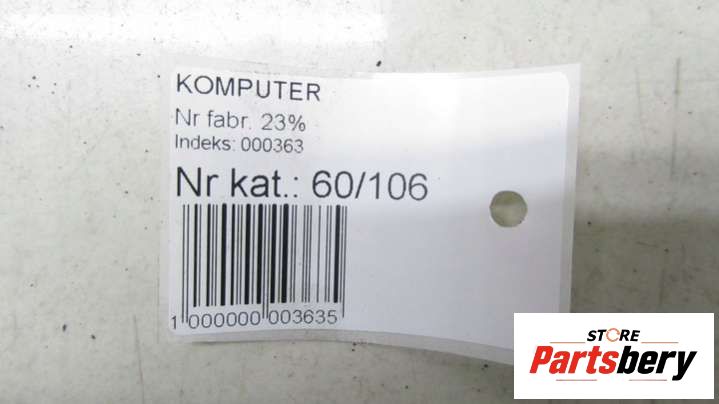 KOMPUTER
Nr fabr. 23%
Indeks: 000363
Nr kat.: 60/106
1 000000 003635
STORE
Partsbery